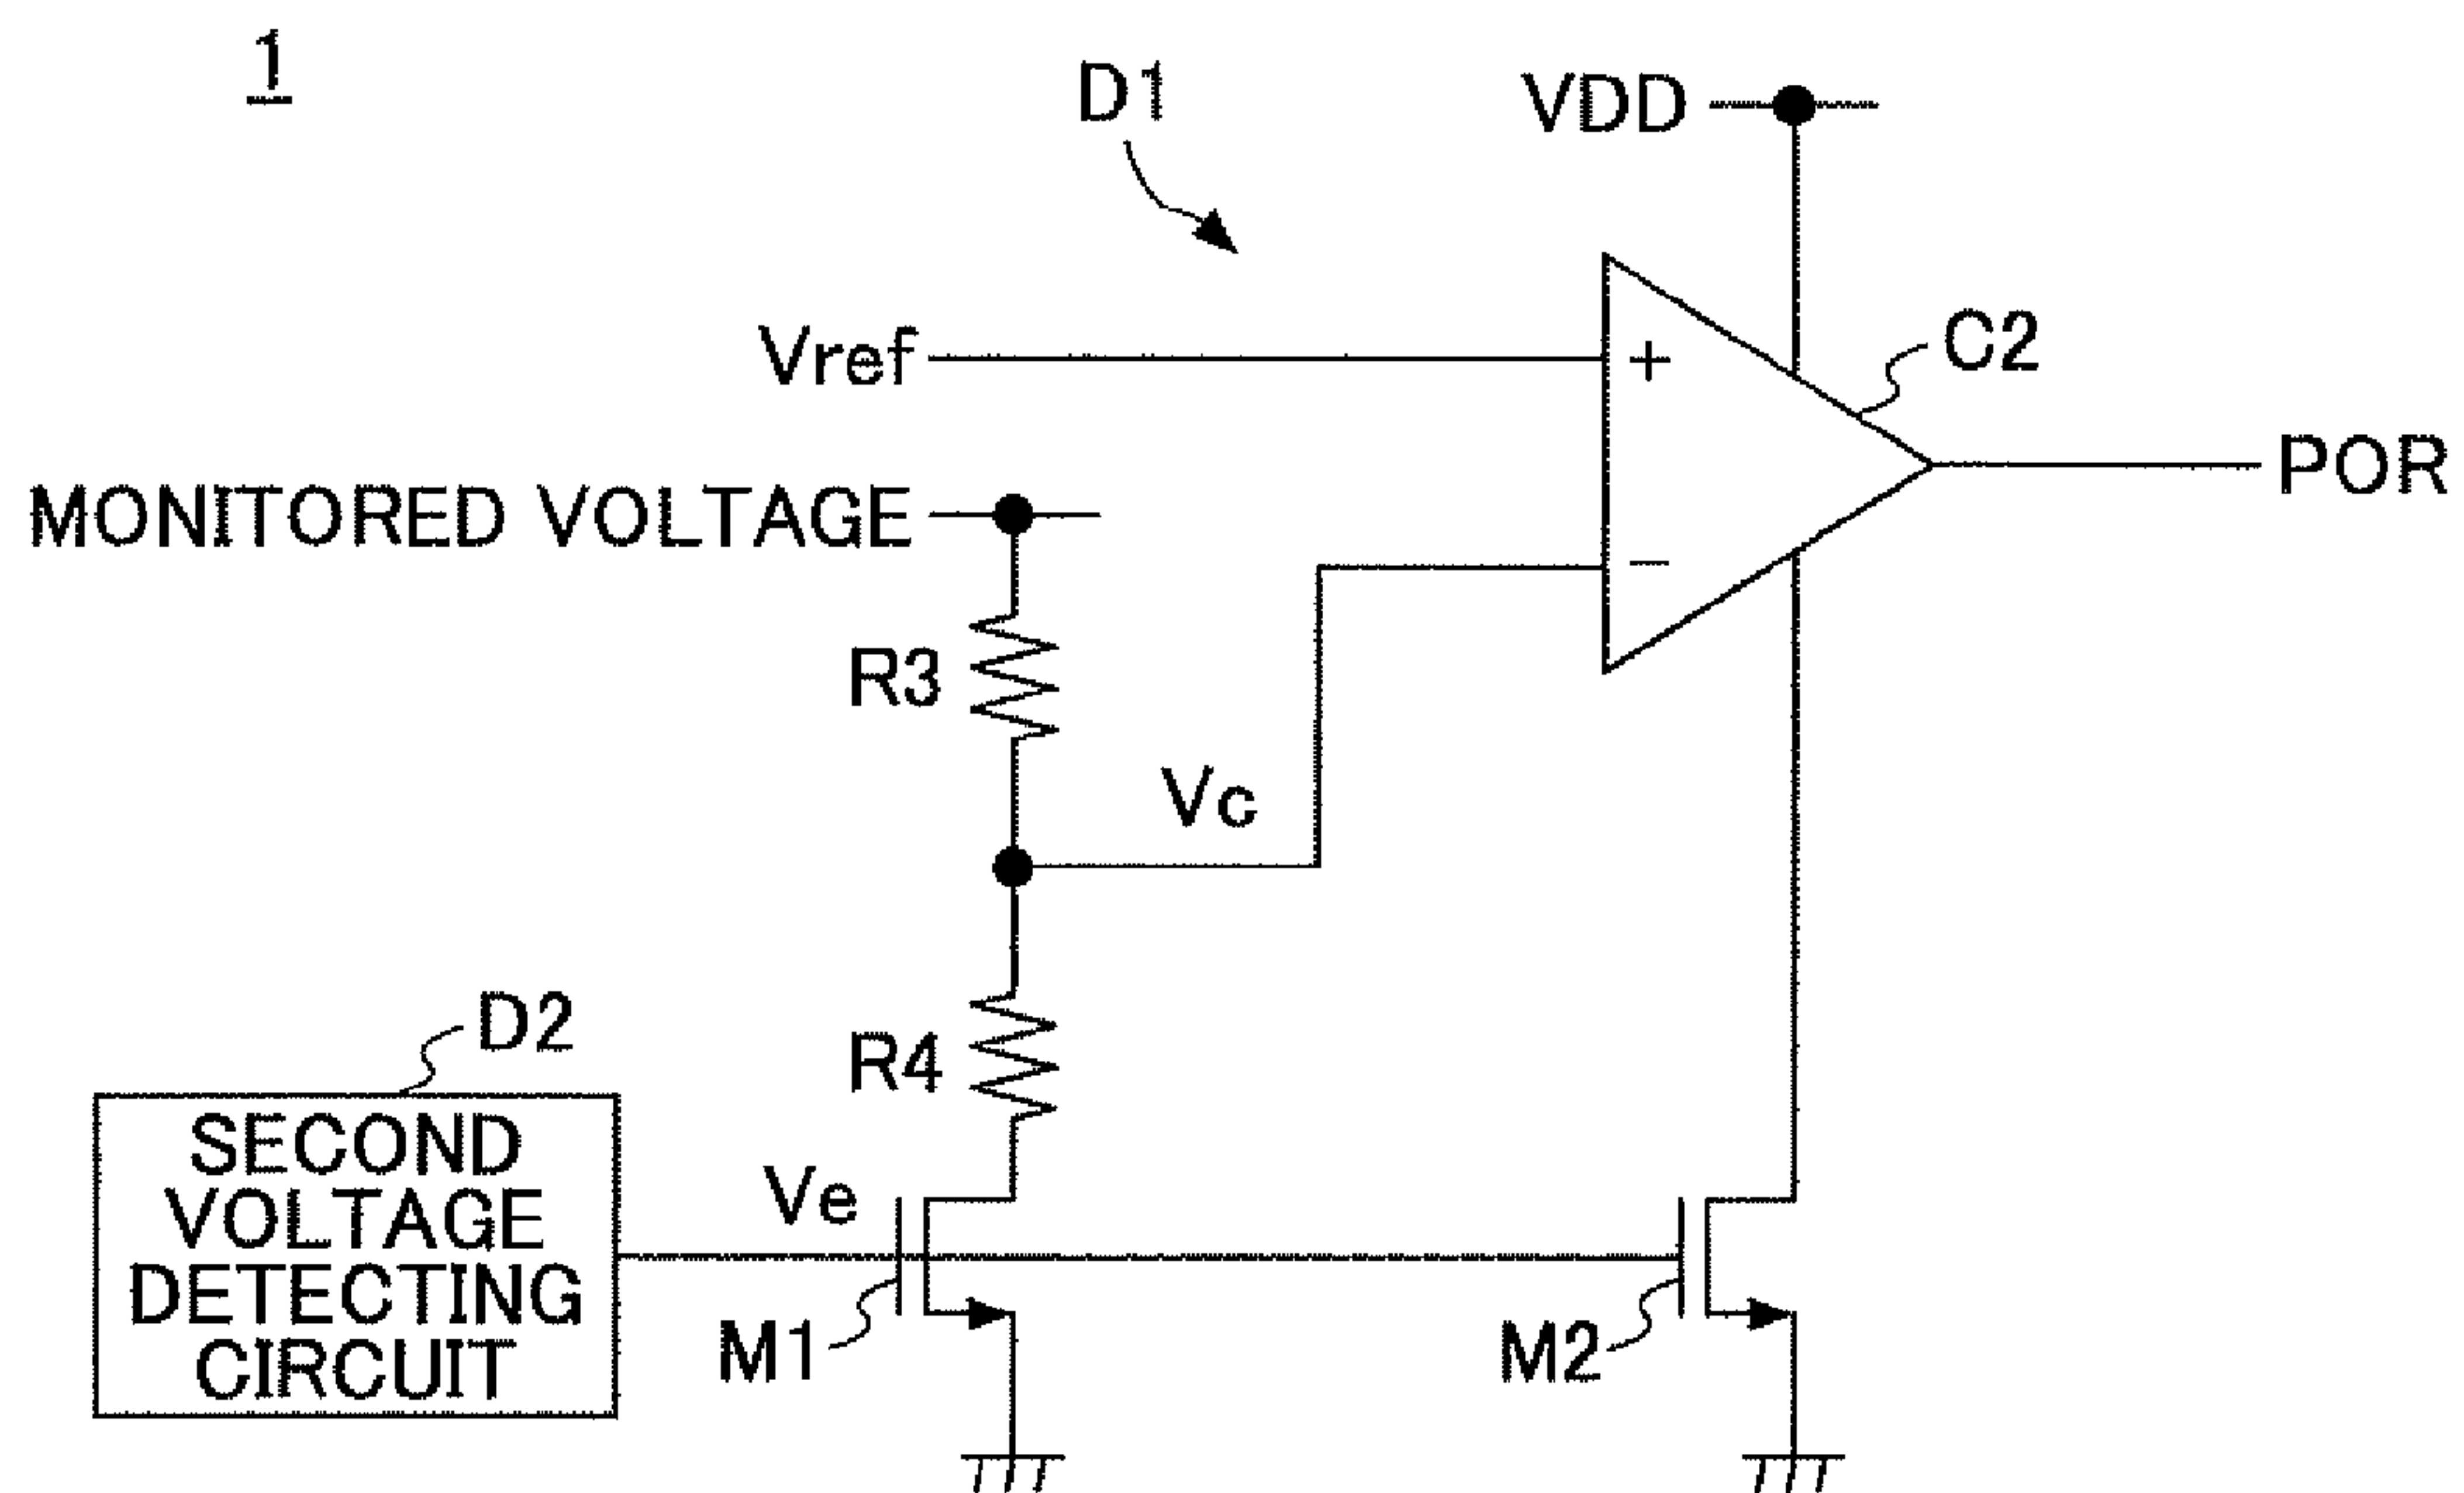 1
D1
VDD
C2
Vref
+
POR
MONITORED VOLTAGE
−
R3
Vc
D2
R4
SECOND
VOLTAGE
DETECTING
CIRCUIT
Ve
M1
M2